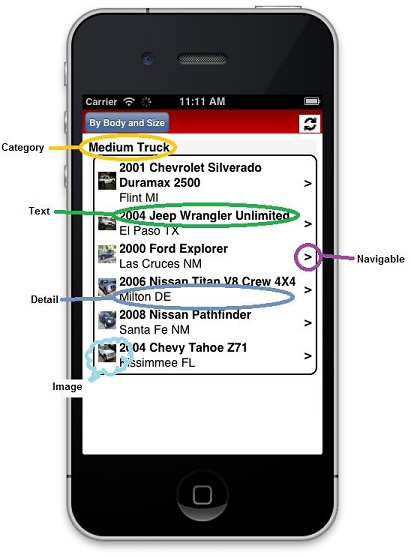 Carrier 11:11 AM
By Body and Size
Category
Medium Truck
2001 Chevrolet Silverado
Duramax 2500
>
Flint MI
Text
2004 Jeep Wrangler Unlimited
>
El Paso TX
2000 Ford Explorer
>
Navigable
Las Cruces NM
2006 Nissan Titan V8 Crew 4X4
>
Detail
Milton DE
2008 Nissan Pathfinder
>
Santa Fe NM
2004 Chevy Tahoe Z71
>
Kissimmee FL
Image